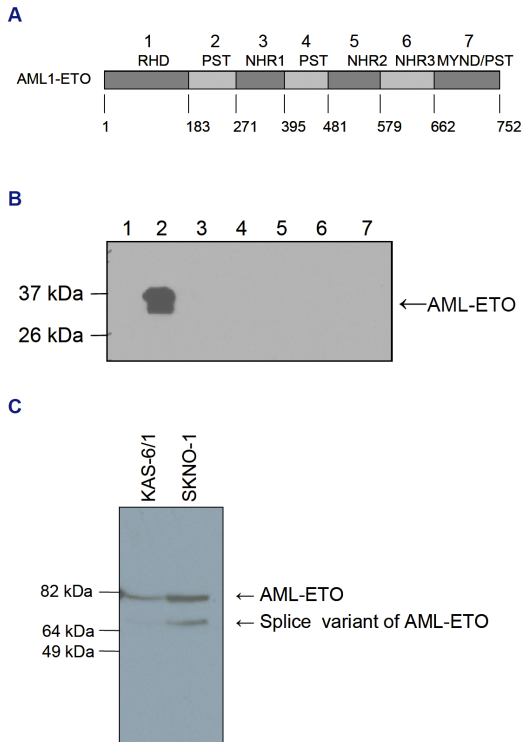 A
1 2 3 4 5 6 7
RHD PST NHR1 PST NHR2 NHR3 MYND/PST
AML1-ETO
1 183 271 395 481 579 662 752
B
1 2 3 4 5 6 7
37 kDa
←AML-ETO
26 kDa
C
KAS-6/1
SKNO-1
82 kDa
← AML-ETO
← Splice variant of AML-ETO
64 kDa
49 kDa